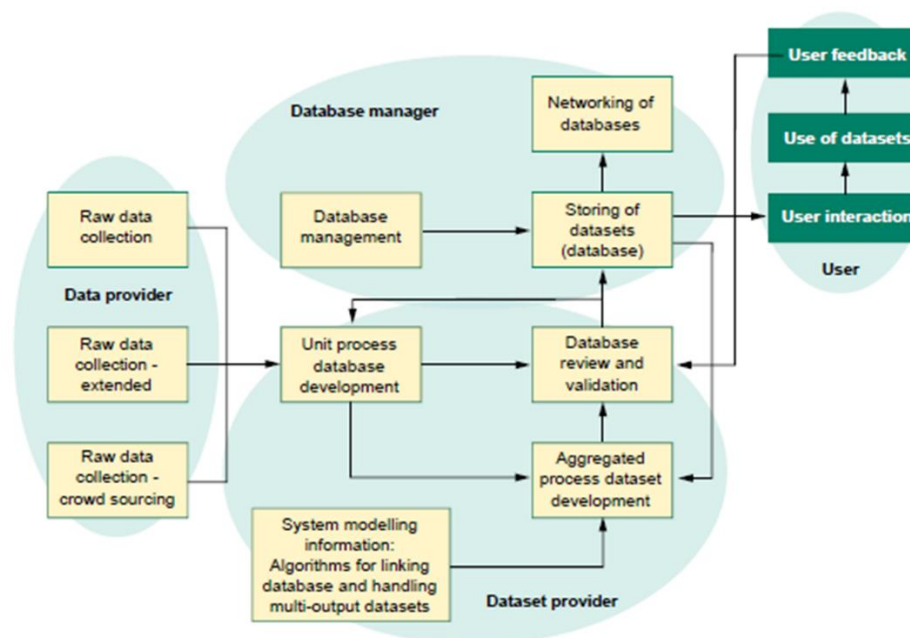 User feedback
Database manager
Networking of
databases
Use of datasets
Raw data
collection
Database
management
Storing of
datasets
(database)
User interaction
User
Data provider
Raw data
collection -
extended
Unit process
database
development
Database
review and
validation
Raw data
collection -
crowd sourcing
Aggregated
process dataset
development
System modelling
information:
Algorithms for linking
database and handling
multi-output datasets
Dataset provider